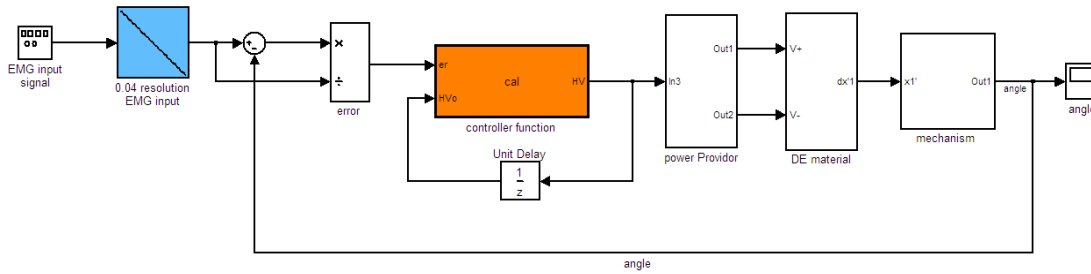 EMG input
signal
0.04 resolution
EMG input
+
-
×
÷
error
er
HVo
cal
HV
controller function
Unit Delay
1
z
In3
Out1
Out2
power Providor
V+
V-
dx'1
DE material
x1'
Out1
mechanism
angle
angle
angle